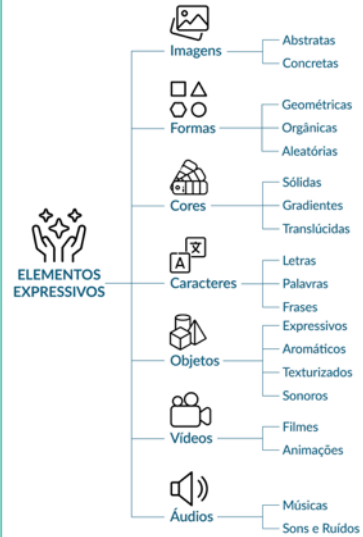 Imagens
Abstratas
Concretas
Formas
Geométricas
Orgânicas
Aleatórias
Cores
Sólidas
Gradientes
Translúcidas
ELEMENTOS
EXPRESSIVOS
A
Caracteres
Letras
Palavras
Frases
Objetos
Expressivos
Aromáticos
Texturizados
Sonoros
Vídeos
Filmes
Animações
Áudios
Músicas
Sons e Ruídos